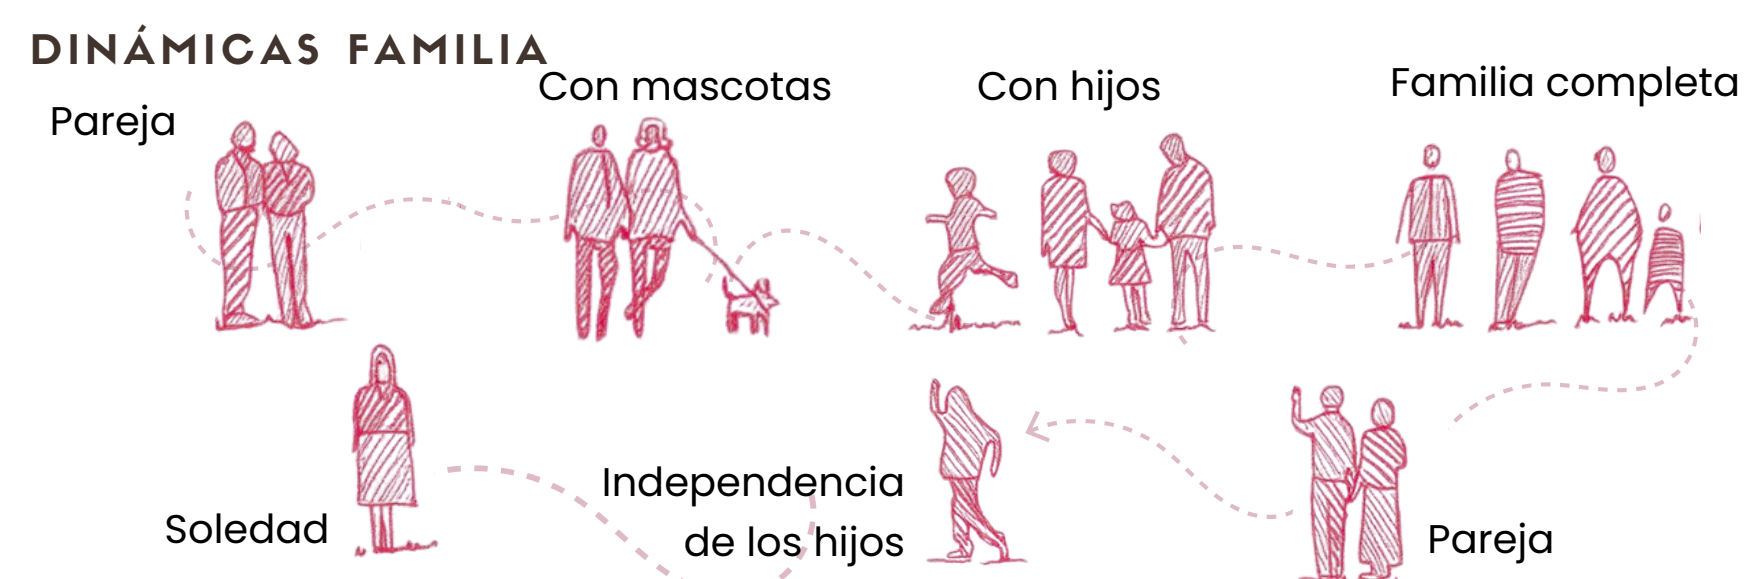 DINÁMICAS FAMILIA
Pareja
Con mascotas
Con hijos
Familia completa
Soledad
Independencia
de los hijos
Pareja